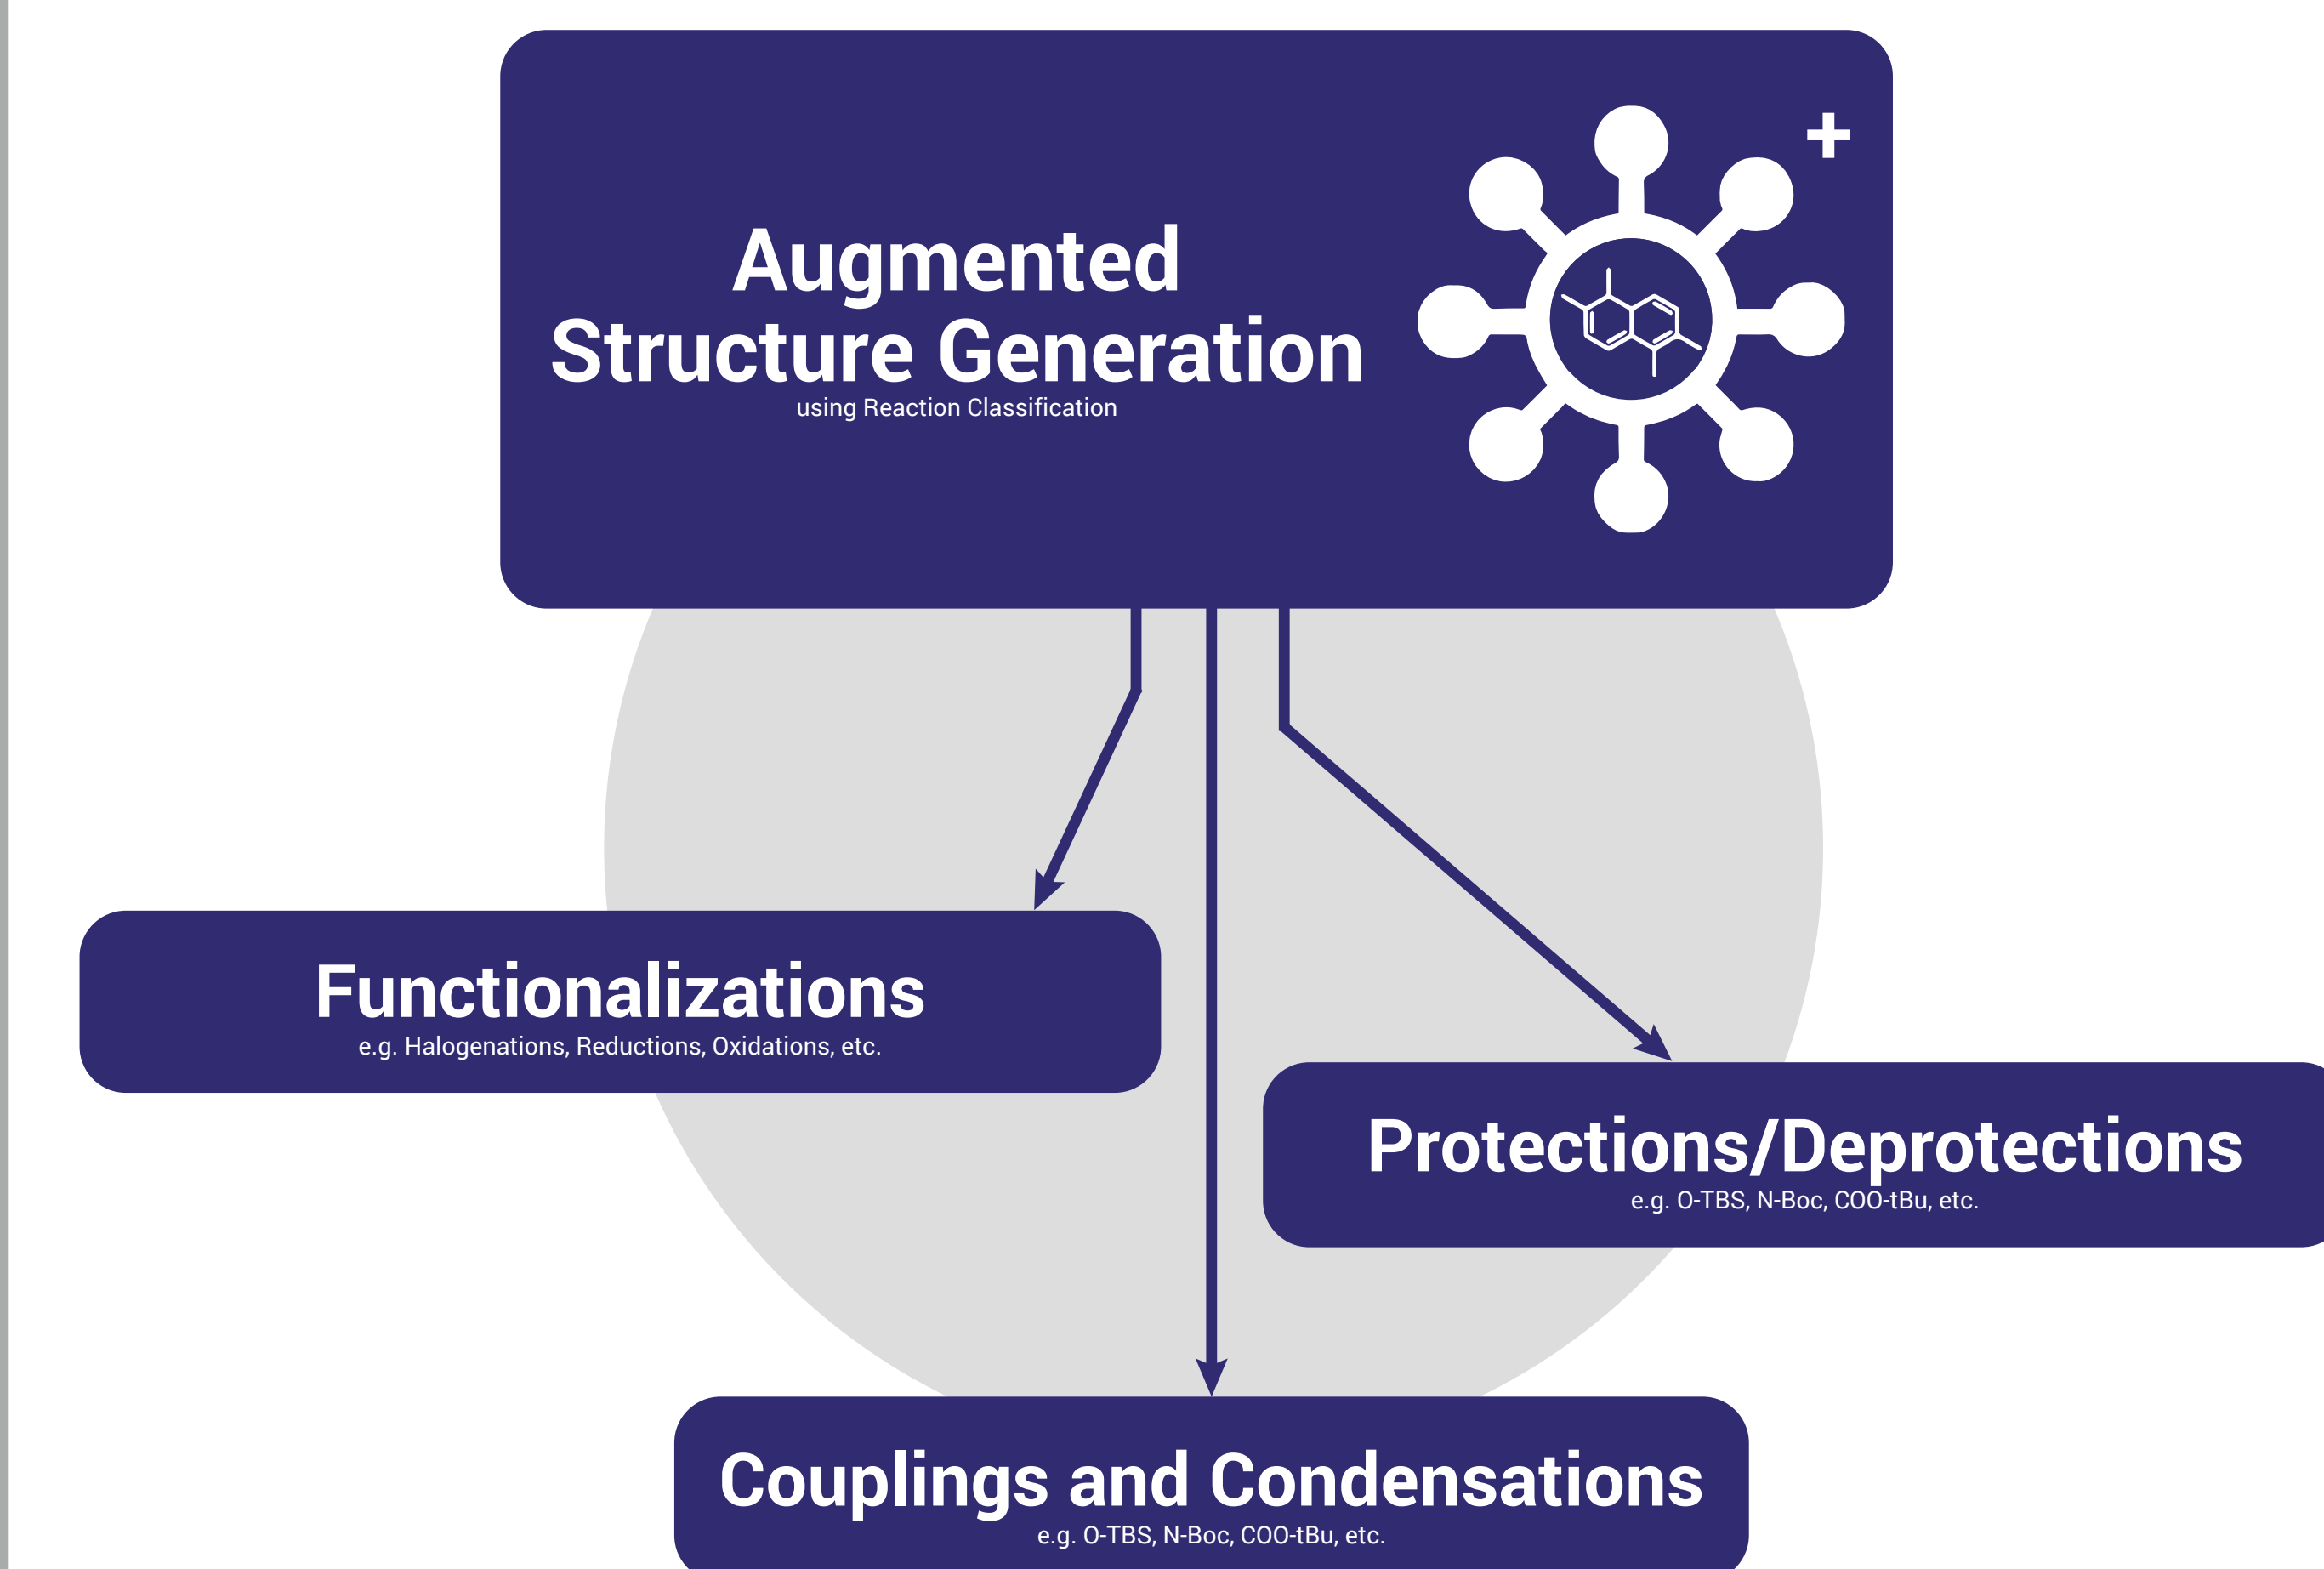 Augmented
Structure Generation
using Reaction Classification
Functionalizations
e.g. Halogenations, Reductions, Oxidations, etc.
Protections/Deprotections
e.g. O-TBS, N-Boc, COO-tBu, etc.
Couplings and Condensations
e.g. O-TBS, N-Boc, COO-tBu, etc.